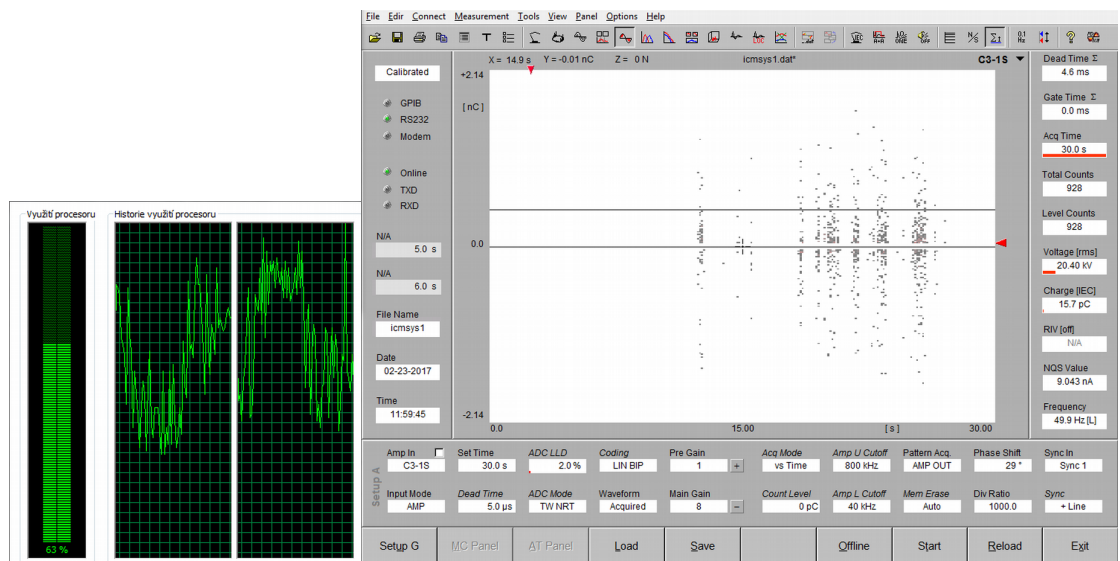 Využití procesoru
Historie využití procesoru
63 %
File Edir Connect Measurement Tools View Panel Options Help
X = 14.9 s Y = -0.01 nC Z = 0 N icmsys1.dat* C3-1S
Calibrated
GPIB
RS232
Modem
Online
TXD
RXD
N/A
5.0 s
N/A
6.0 s
File Name
icmsys1
Date
02-23-2017
Time
11:59:45
+2.14
[ nC ]
0.0
-2.14
0.0 15.00 [ s ] 30.00
Dead Time Σ
4.6 ms
Gate Time Σ
0.0 ms
Acq Time
30.0 s
Total Counts
928
Level Counts
928
Voltage [rms]
20.40 kV
Charge [IEC]
15.7 pC
RIV [off]
N/A
NQS Value
9.043 nA
Frequency
49.9 Hz [L]
Setup A
Amp In Set Time ADC LLD Coding Pre Gain Acq Mode Amp U Cutoff Pattern Acq. Phase Shift Sync In
C3-1S 30.0 s 2.0 % LIN BIP 1 + vs Time 800 kHz AMP OUT 29 ° Sync 1
Input Mode Dead Time ADC Mode Waveform Main Gain Count Level Amp L Cutoff Mem Erase Div Ratio Sync
AMP 5.0 µs TW NRT Acquired 8 − 0 pC 40 kHz Auto 1000.0 + Line
Setup G MC Panel AT Panel Load Save Offline Start Reload Exit